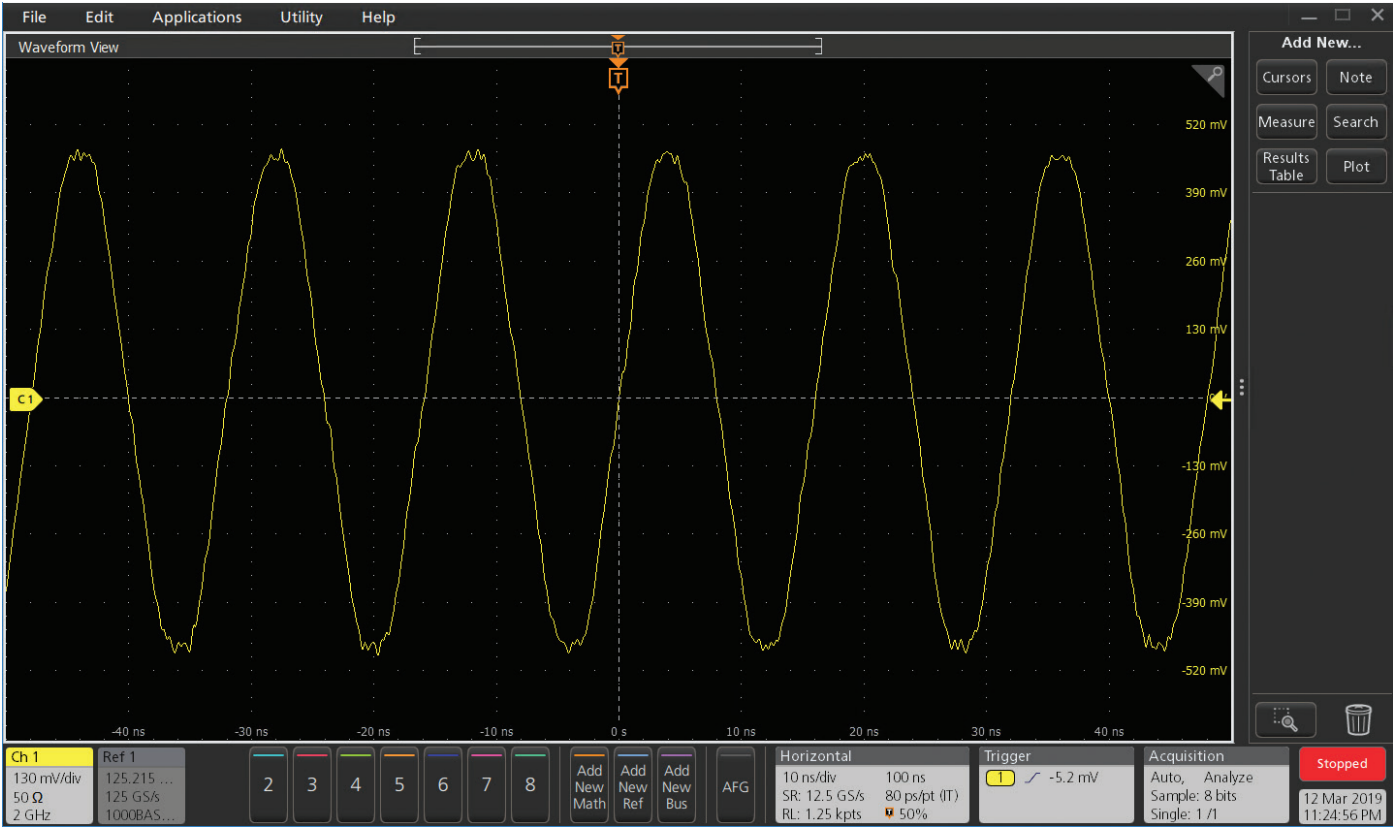 File Edit Applications Utility Help
Waveform View
Add New...
Cursors Note
Measure Search
Results Table Plot
T
T
520 mV
390 mV
260 mV
130 mV
C1
-130 mV
-260 mV
-390 mV
-520 mV
-40 ns -30 ns -20 ns -10 ns 0 s 10 ns 20 ns 30 ns 40 ns
Ch 1
130 mV/div
50 Ω
2 GHz
Ref 1
125.215 ...
125 GS/s
1000BAS...
2 3 4 5 6 7 8
Add New Math
Add New Ref
Add New Bus
AFG
Horizontal
10 ns/div 100 ns
SR: 12.5 GS/s 80 ps/pt (IT)
RL: 1.25 kpts 50%
Trigger
1 -5.2 mV
Acquisition
Auto, Analyze
Sample: 8 bits
Single: 1 /1
Stopped
12 Mar 2019
11:24:56 PM